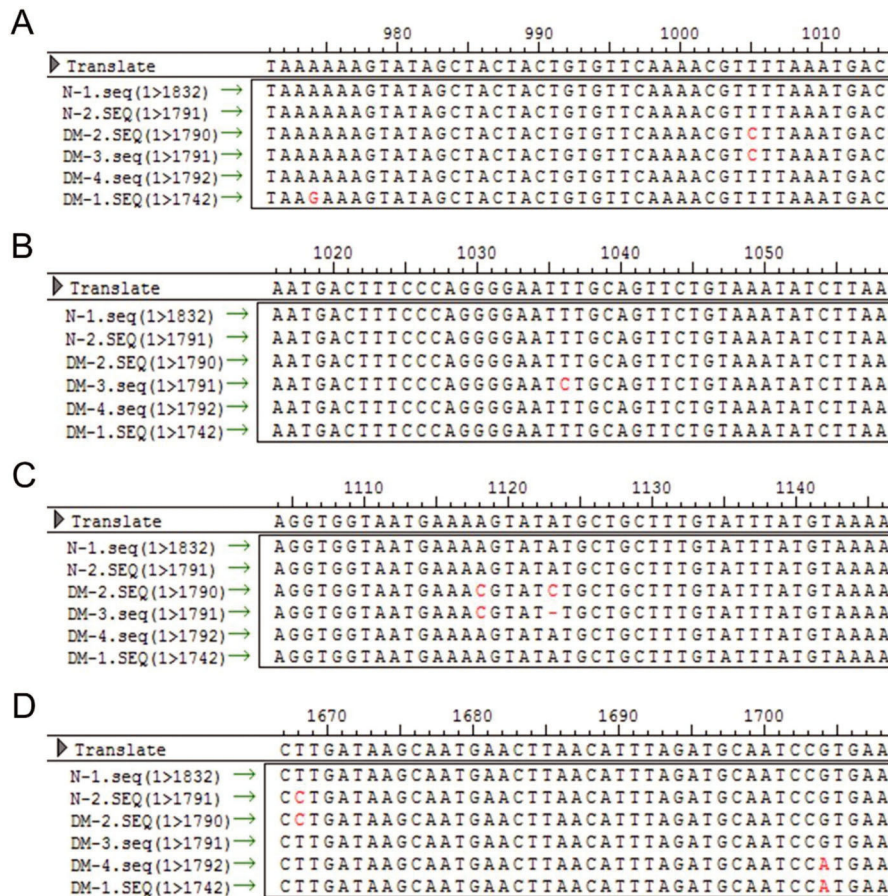 A
980 990 1000 1010
Translate TAAAAAAGTATAGCTACTACTGTGTTCAAAACGTTTTAAATGAC
N-1.seq(1>1832) → TAAAAAAGTATAGCTACTACTGTGTTCAAAACGTTTTAAATGAC
N-2.SEQ(1>1791) → TAAAAAAGTATAGCTACTACTGTGTTCAAAACGTTTTAAATGAC
DM-2.SEQ(1>1790) → TAAAAAAGTATAGCTACTACTGTGTTCAAAACGTCTTAAATGAC
DM-3.seq(1>1791) → TAAAAAAGTATAGCTACTACTGTGTTCAAAACGTCTTAAATGAC
DM-4.seq(1>1792) → TAAAAAAGTATAGCTACTACTGTGTTCAAAACGTTTTAAATGAC
DM-1.SEQ(1>1742) → TAAGAAAGTATAGCTACTACTGTGTTCAAAACGTTTTAAATGAC
B
1020 1030 1040 1050
Translate AATGACTTTCCCAGGGGAATTTGCAGTTCTGTAAATATCTTAA
N-1.seq(1>1832) → AATGACTTTCCCAGGGGAATTTGCAGTTCTGTAAATATCTTAA
N-2.SEQ(1>1791) → AATGACTTTCCCAGGGGAATTTGCAGTTCTGTAAATATCTTAA
DM-2.SEQ(1>1790) → AATGACTTTCCCAGGGGAATTTGCAGTTCTGTAAATATCTTAA
DM-3.seq(1>1791) → AATGACTTTCCCAGGGGAATCTGCAGTTCTGTAAATATCTTAA
DM-4.seq(1>1792) → AATGACTTTCCCAGGGGAATTTGCAGTTCTGTAAATATCTTAA
DM-1.SEQ(1>1742) → AATGACTTTCCCAGGGGAATTTGCAGTTCTGTAAATATCTTAA
C
1110 1120 1130 1140
Translate AGGTGGTAATGAAAAGTATATGCTGCTTTGTATTTATGTAAAA
N-1.seq(1>1832) → AGGTGGTAATGAAAAGTATATGCTGCTTTGTATTTATGTAAAA
N-2.SEQ(1>1791) → AGGTGGTAATGAAAAGTATATGCTGCTTTGTATTTATGTAAAA
DM-2.SEQ(1>1790) → AGGTGGTAATGAAACGTATCTGCTGCTTTGTATTTATGTAAAA
DM-3.seq(1>1791) → AGGTGGTAATGAAACGTAT-TGCTGCTTTGTATTTATGTAAAA
DM-4.seq(1>1792) → AGGTGGTAATGAAAAGTATATGCTGCTTTGTATTTATGTAAAA
DM-1.SEQ(1>1742) → AGGTGGTAATGAAAAGTATATGCTGCTTTGTATTTATGTAAAA
D
1670 1680 1690 1700
Translate CTTGATAAGCAATGAACTTAACATTTAGATGCAATCCGTGAA
N-1.seq(1>1832) → CTTGATAAGCAATGAACTTAACATTTAGATGCAATCCGTGAA
N-2.SEQ(1>1791) → CCTGATAAGCAATGAACTTAACATTTAGATGCAATCCGTGAA
DM-2.SEQ(1>1790) → CCTGATAAGCAATGAACTTAACATTTAGATGCAATCCGTGAA
DM-3.seq(1>1791) → CTTGATAAGCAATGAACTTAACATTTAGATGCAATCCGTGAA
DM-4.seq(1>1792) → CTTGATAAGCAATGAACTTAACATTTAGATGCAATCCATGAA
DM-1.SEQ(1>1742) → CTTGATAAGCAATGAACTTAACATTTAGATGCAATCCATGAA